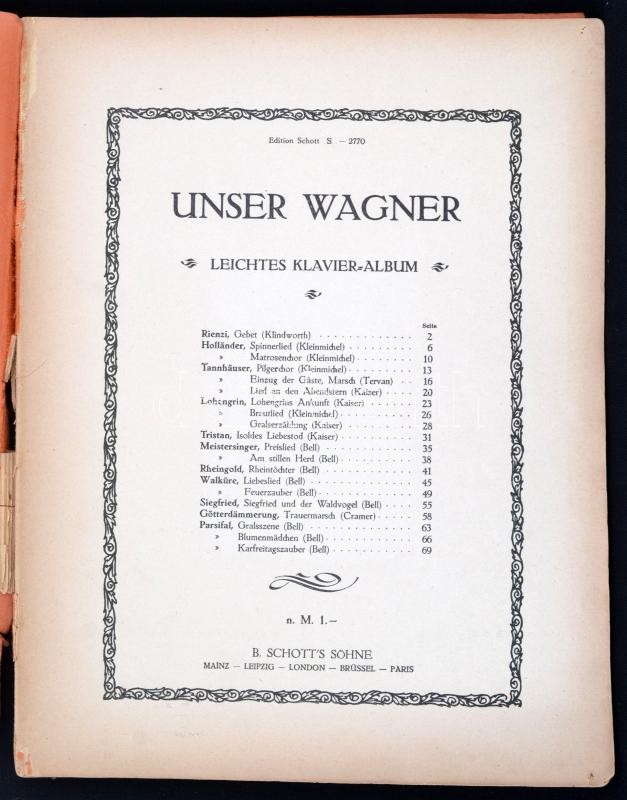 Edition Schott S — 2770
UNSER WAGNER
LEICHTES KLAVIER=ALBUM
Seite
Rienzi, Gebet (Klindworth) 2
Holländer, Spinnerlied (Kleinmichel) 6
» Matrosenchor (Kleinmichel) 10
Tannhäuser, Pilgerchor (Kleinmichel) 13
» Einzug der Gäste, Marsch (Tervan) 16
» Lied an den Abendstern (Kaiser) 20
Lohengrin, Lohengrins Ankunft (Kaiser) 23
» Brautlied (Kleinmichel) 26
» Gralserzählung (Kaiser) 28
Tristan, Isoldes Liebestod (Kaiser) 31
Meistersinger, Preislied (Bell) 35
» Am stillen Herd (Bell) 38
Rheingold, Rheintöchter (Bell) 41
Walküre, Liebeslied (Bell) 45
» Feuerzauber (Bell) 49
Siegfried, Siegfried und der Waldvogel (Bell) 55
Götterdämmerung, Trauermarsch (Cramer) 58
Parsifal, Gralsszene (Bell) 63
» Blumenmädchen (Bell) 66
» Karfreitagszauber (Bell) 69
n. M. 1.—
B. SCHOTT'S SÖHNE
MAINZ — LEIPZIG — LONDON — BRÜSSEL — PARIS